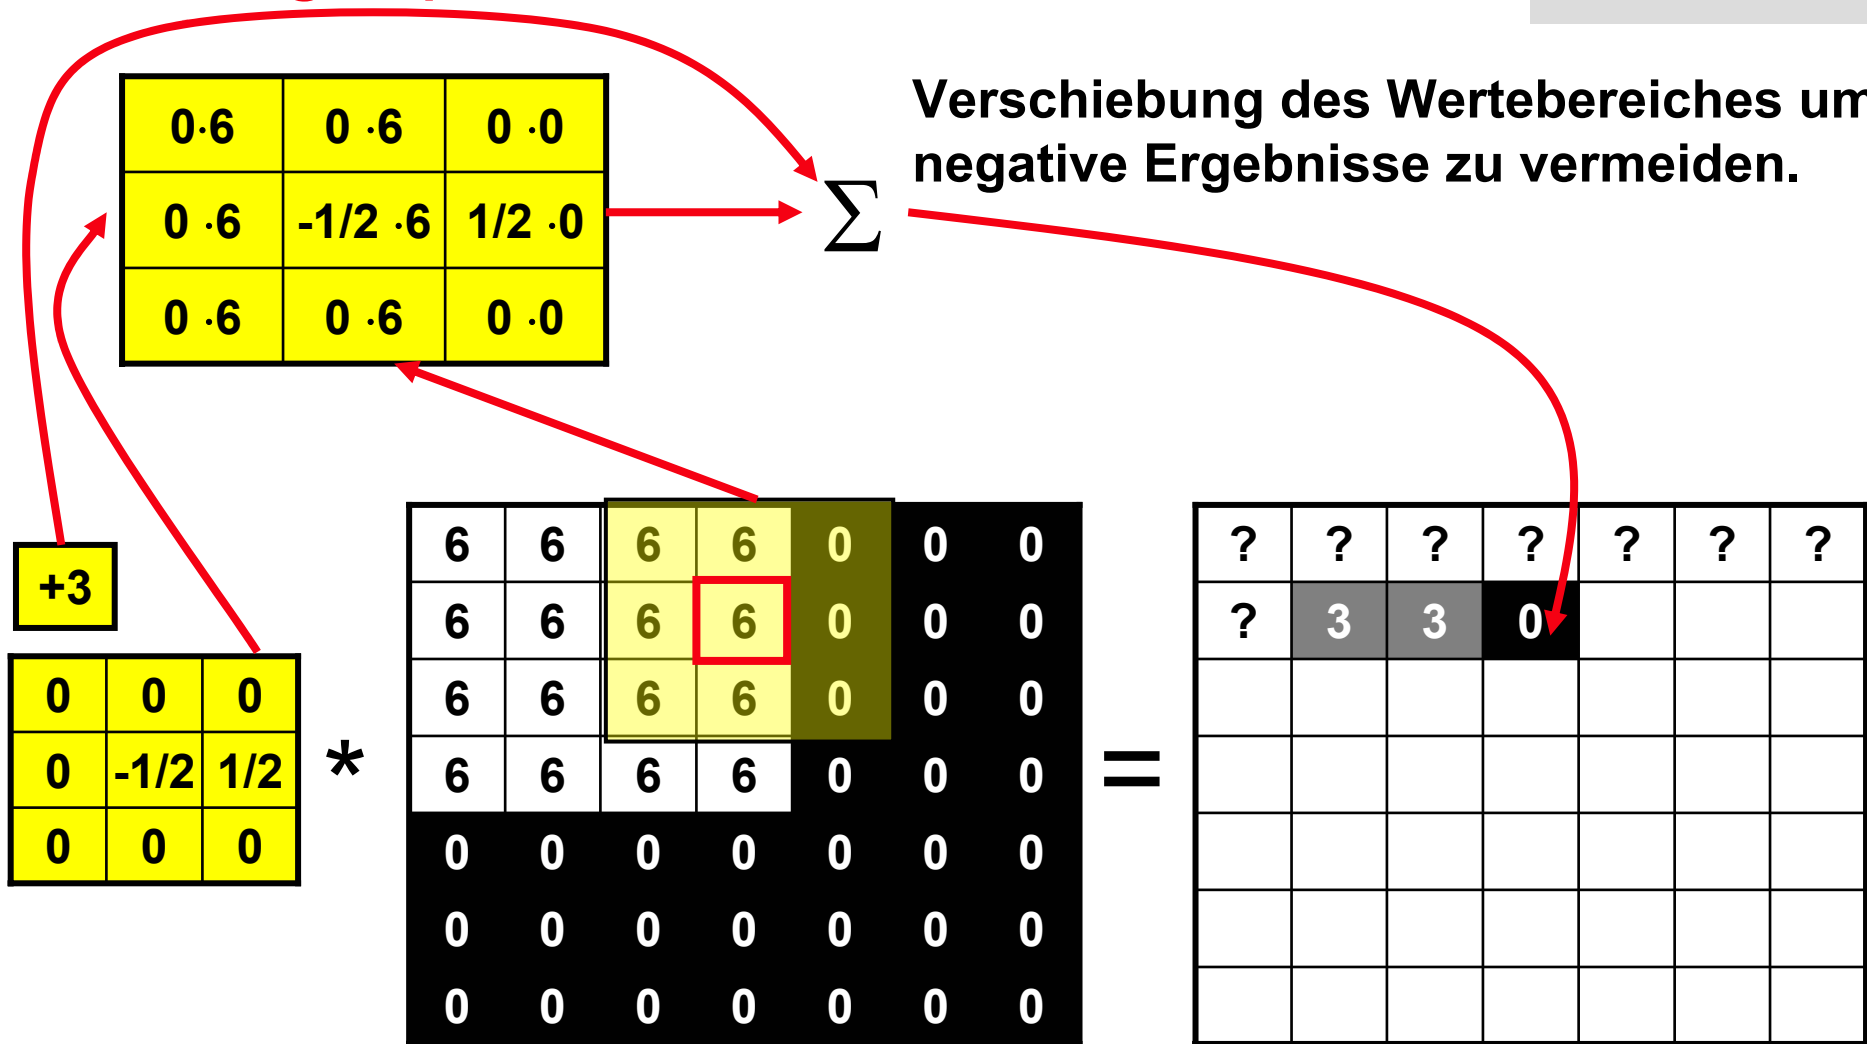 Verschiebung des Wertebereiches um
negative Ergebnisse zu vermeiden.
0·6 0 ·6 0 ·0
0 ·6 -1/2 ·6 1/2 ·0
0 ·6 0 ·6 0 ·0
∑
+3
0 0 0
0 -1/2 1/2
0 0 0
*
6 6 6 6 0 0 0
6 6 6 6 0 0 0
6 6 6 6 0 0 0
6 6 6 6 0 0 0
0 0 0 0 0 0 0
0 0 0 0 0 0 0
0 0 0 0 0 0 0
=
? ? ? ? ? ? ?
? 3 3 0